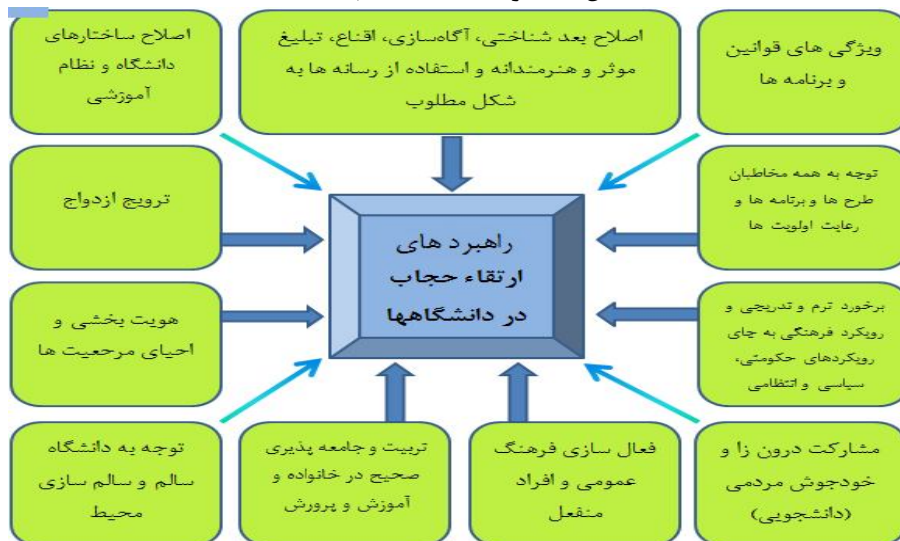 ویژگی های قوانین
و برنامه ها
اصلاح بعد شناختی، آگاه‌سازی، اقناع، تبلیغ
موثر و هنرمندانه و استفاده از رسانه ها به
شکل مطلوب
اصلاح ساختارهای
دانشگاه و نظام
آموزشی
توجه به همه مخاطبان
طرح ها و برنامه ها و
رعایت اولویت ها
راهبرد های
ارتقاء حجاب
در دانشگاهها
ترویج ازدواج
برخورد نرم و تدریجی و
رویکرد فرهنگی به جای
رویکردهای حکومتی،
سیاسی و انتظامی
هویت بخشی و
احیای مرجعیت ها
مشارکت درون زا و
خودجوش مردمی
(دانشجویی)
فعال سازی فرهنگ
عمومی و افراد
منفعل
تربیت و جامعه پذیری
صحیح در خانواده و
آموزش و پرورش
توجه به دانشگاه
سالم و سالم سازی
محیط